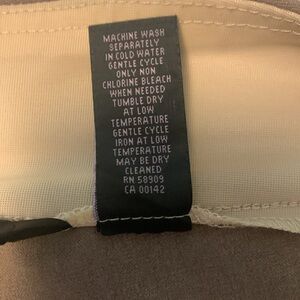 MACHINE WASH
SEPARATELY
IN COLD WATER
GENTLE CYCLE
ONLY NON
CHLORINE BLEACH
WHEN NEEDED
TUMBLE DRY
AT LOW
TEMPERATURE
GENTLE CYCLE
IRON AT LOW
TEMPERATURE
MAY BE DRY
CLEANED
RN 58909
CA 00142